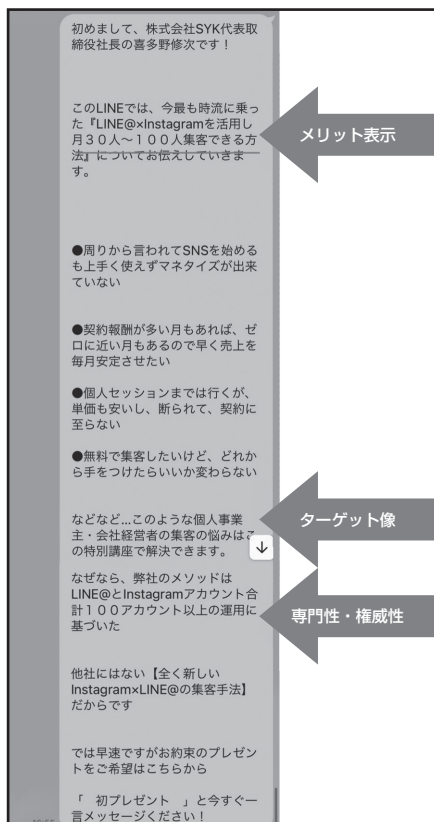 初めまして、株式会社SYK代表取
締役社長の喜多野修次です！
このLINEでは、今最も時流に乗っ
た『LINE@×Instagramを活用し
月３０人〜１００人集客できる方
法』についてお伝えしていきま
す。
メリット表示
●周りから言われてSNSを始める
も上手く使えずマネタイズが出来
ていない
●契約報酬が多い月もあれば、ゼ
ロに近い月もあるので早く売上を
毎月安定させたい
●個人セッションまでは行くが、
単価も安いし、断られて、契約に
至らない
●無料で集客したいけど、どれか
ら手をつけたらいいか変わらない
などなど...このような個人事業
主・会社経営者の集客の悩みはこ
の特別講座で解決できます。
ターゲット像
なぜなら、弊社のメソッドは
LINE@とInstagramアカウント合
計１００アカウント以上の運用に
基づいた
専門性・権威性
他社にはない【全く新しい
Instagram×LINE@の集客手法】
だからです
では早速ですがお約束のプレゼン
トをご希望はこちらから
「　初プレゼント　」と今すぐ一
言メッセージください！